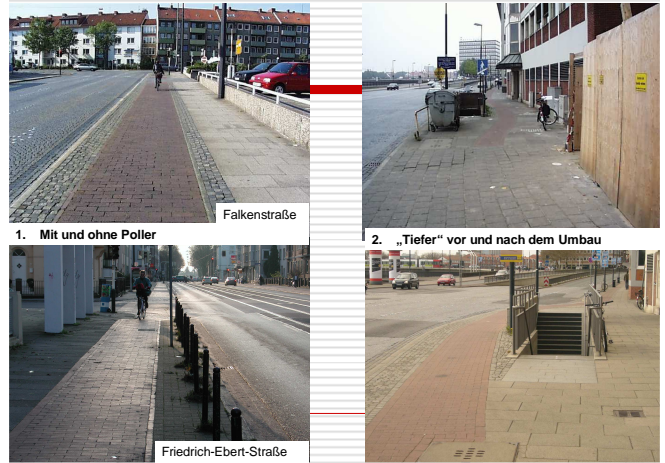 Falkenstraße
1. Mit und ohne Poller
Friedrich-Ebert-Straße
2. „Tiefer“ vor und nach dem Umbau